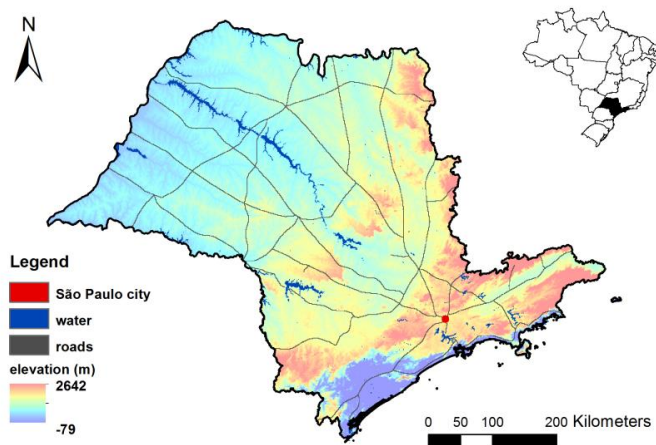 N
Legend
São Paulo city
water
roads
elevation (m)
2642
-79
0 50 100 200 Kilometers